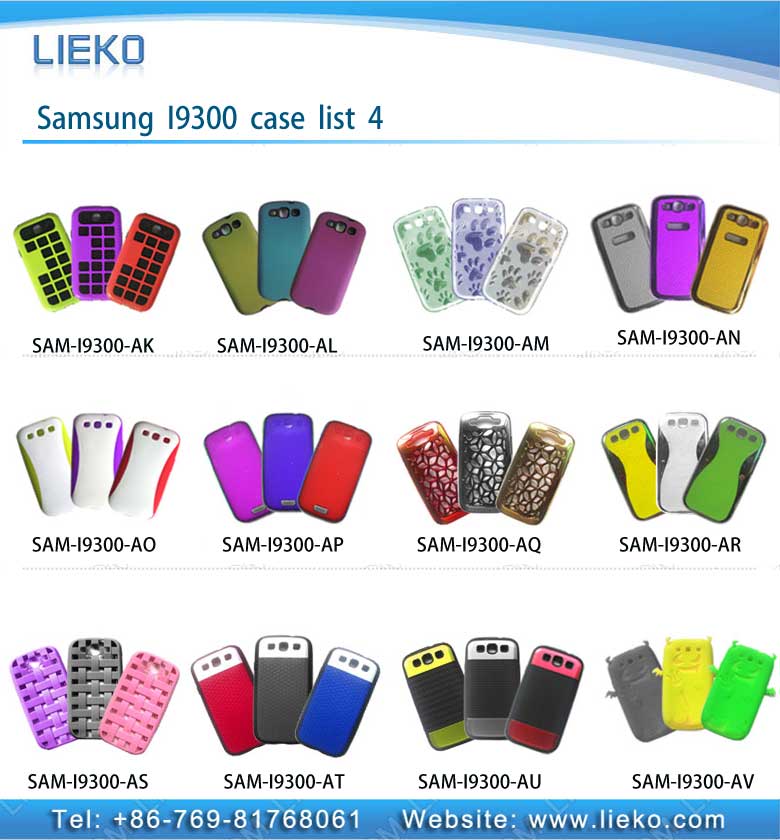 LIEKO
Samsung I9300 case list 4
SAM-I9300-AK SAM-I9300-AL SAM-I9300-AM SAM-I9300-AN
SAM-I9300-AO SAM-I9300-AP SAM-I9300-AQ SAM-I9300-AR
SAM-I9300-AS SAM-I9300-AT SAM-I9300-AU SAM-I9300-AV
Tel: +86-769-81768061 Website: www.lieko.com